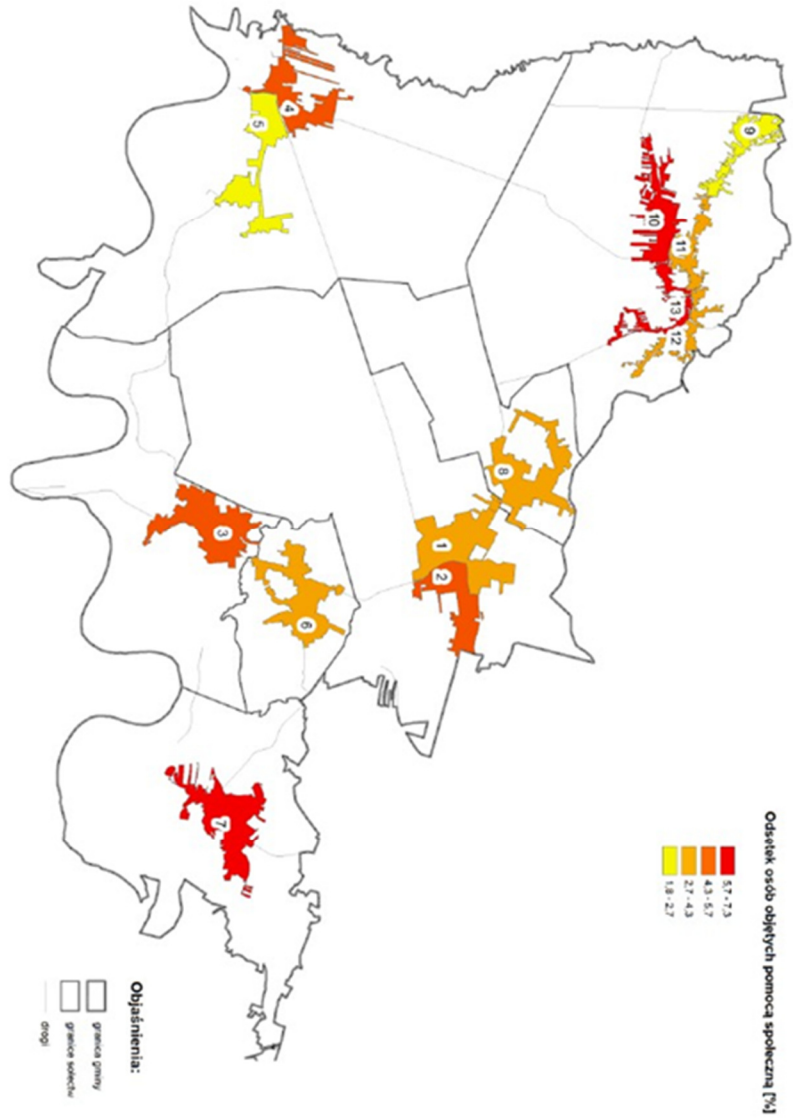 9
10
11
13
12
4
5
8
1
2
3
6
7
Odsetek osób objętych pomocą społeczną [%]
5,7 - 7,3
4,3 - 5,7
2,7 - 4,3
1,8 - 2,7
Objaśnienia:
granica gminy
granice sołectw
drogi